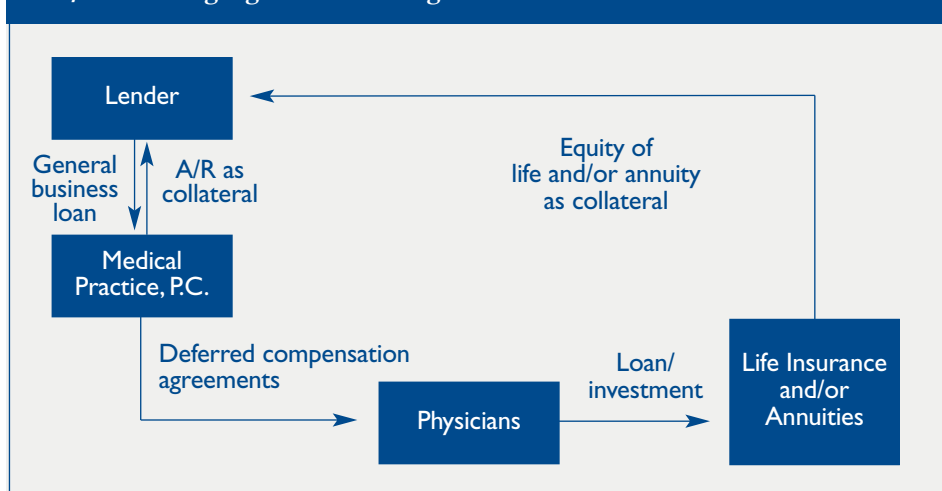 Lender
General
business
loan
A/R as
collateral
Equity of
life and/or annuity
as collateral
Medical
Practice, P.C.
Deferred compensation
agreements
Physicians
Loan/
investment
Life Insurance
and/or
Annuities